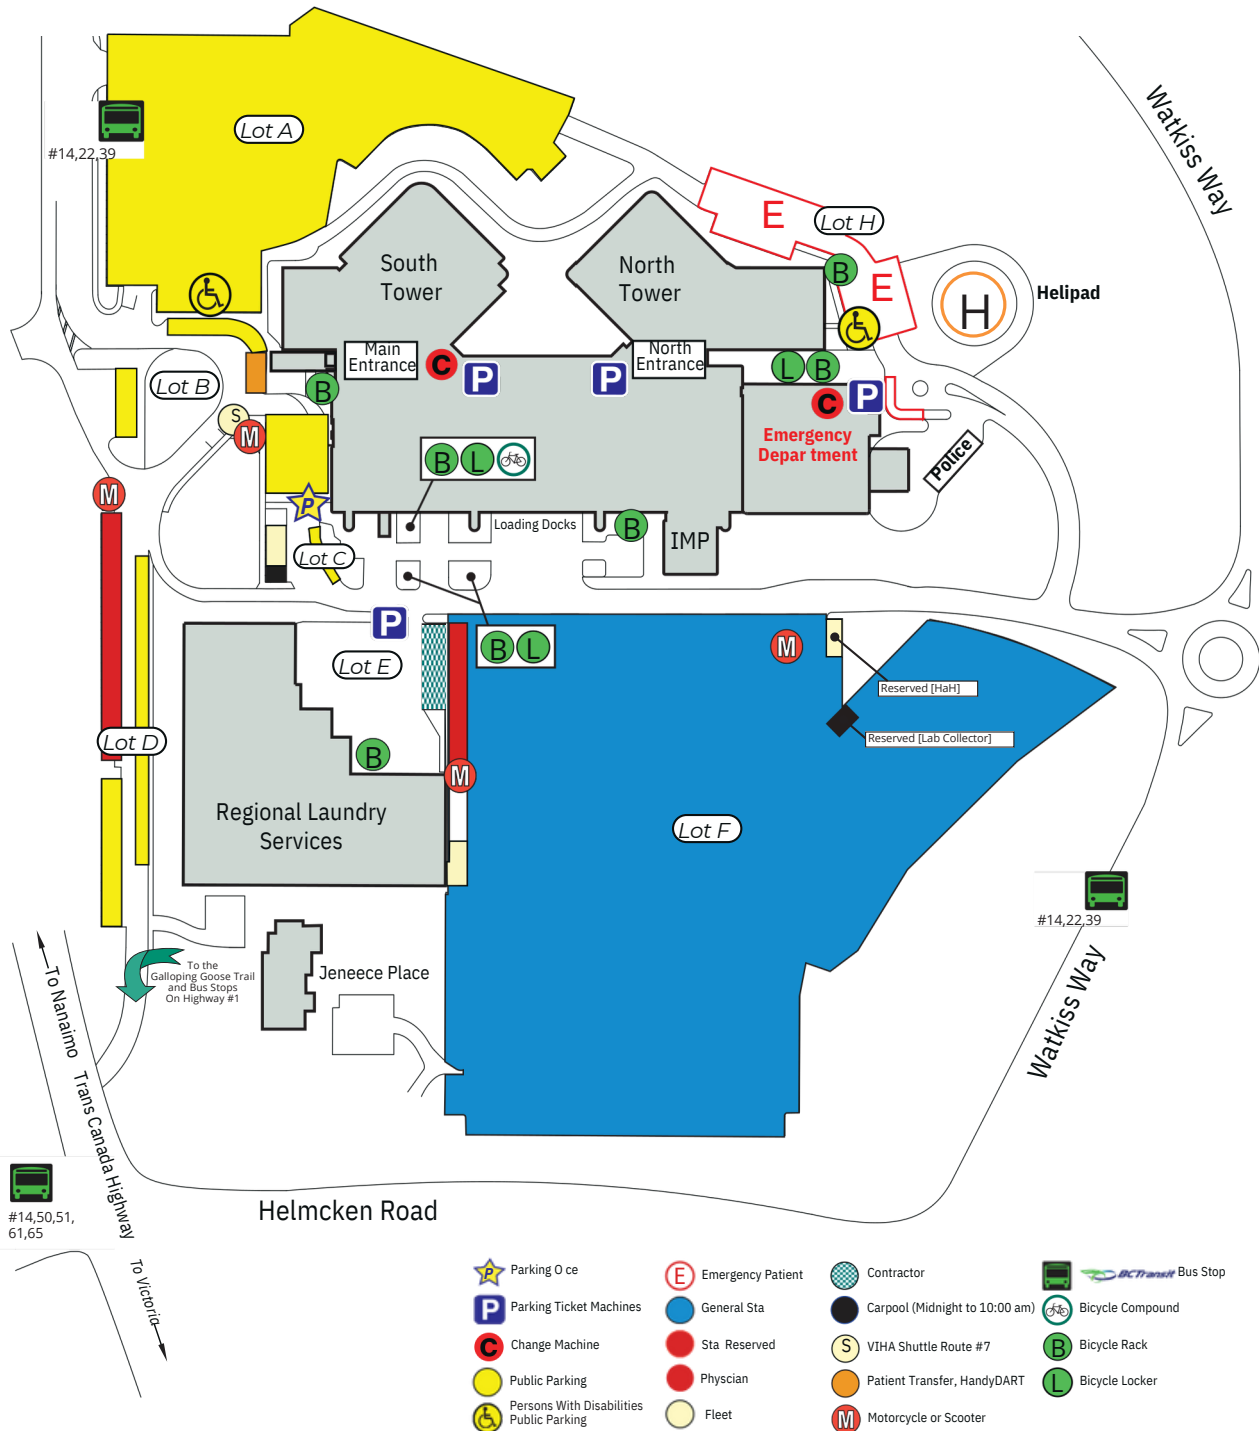 Lot A
#14,22,39
Watkiss Way
E
Lot H
South
Tower
North
Tower
B
E
H
Helipad
Main
Entrance
C
P
P
North
Entrance
L
B
C
P
Lot B
B
S
M
Emergency
Depar tment
Police
B
L
M
P
Loading Docks
B
IMP
Lot C
P
B
L
M
Lot E
Reserved [HaH]
Reserved [Lab Collector]
Lot D
B
M
Regional Laundry
Services
Lot F
#14,22,39
To the
Galloping Goose Trail
and Bus Stops
On Highway #1
Jeneece Place
Watkiss Way
To Nanaimo
Trans Canada Highway
#14,50,51,
61,65
Helmcken Road
To Victoria
P Parking O ce
P Parking Ticket Machines
C Change Machine
Public Parking
Persons With Disabilities
Public Parking
E Emergency Patient
General Sta
Sta Reserved
Physcian
Fleet
Contractor
Carpool (Midnight to 10:00 am)
S VIHA Shuttle Route #7
Patient Transfer, HandyDART
M Motorcycle or Scooter
BCTransit Bus Stop
Bicycle Compound
B Bicycle Rack
L Bicycle Locker